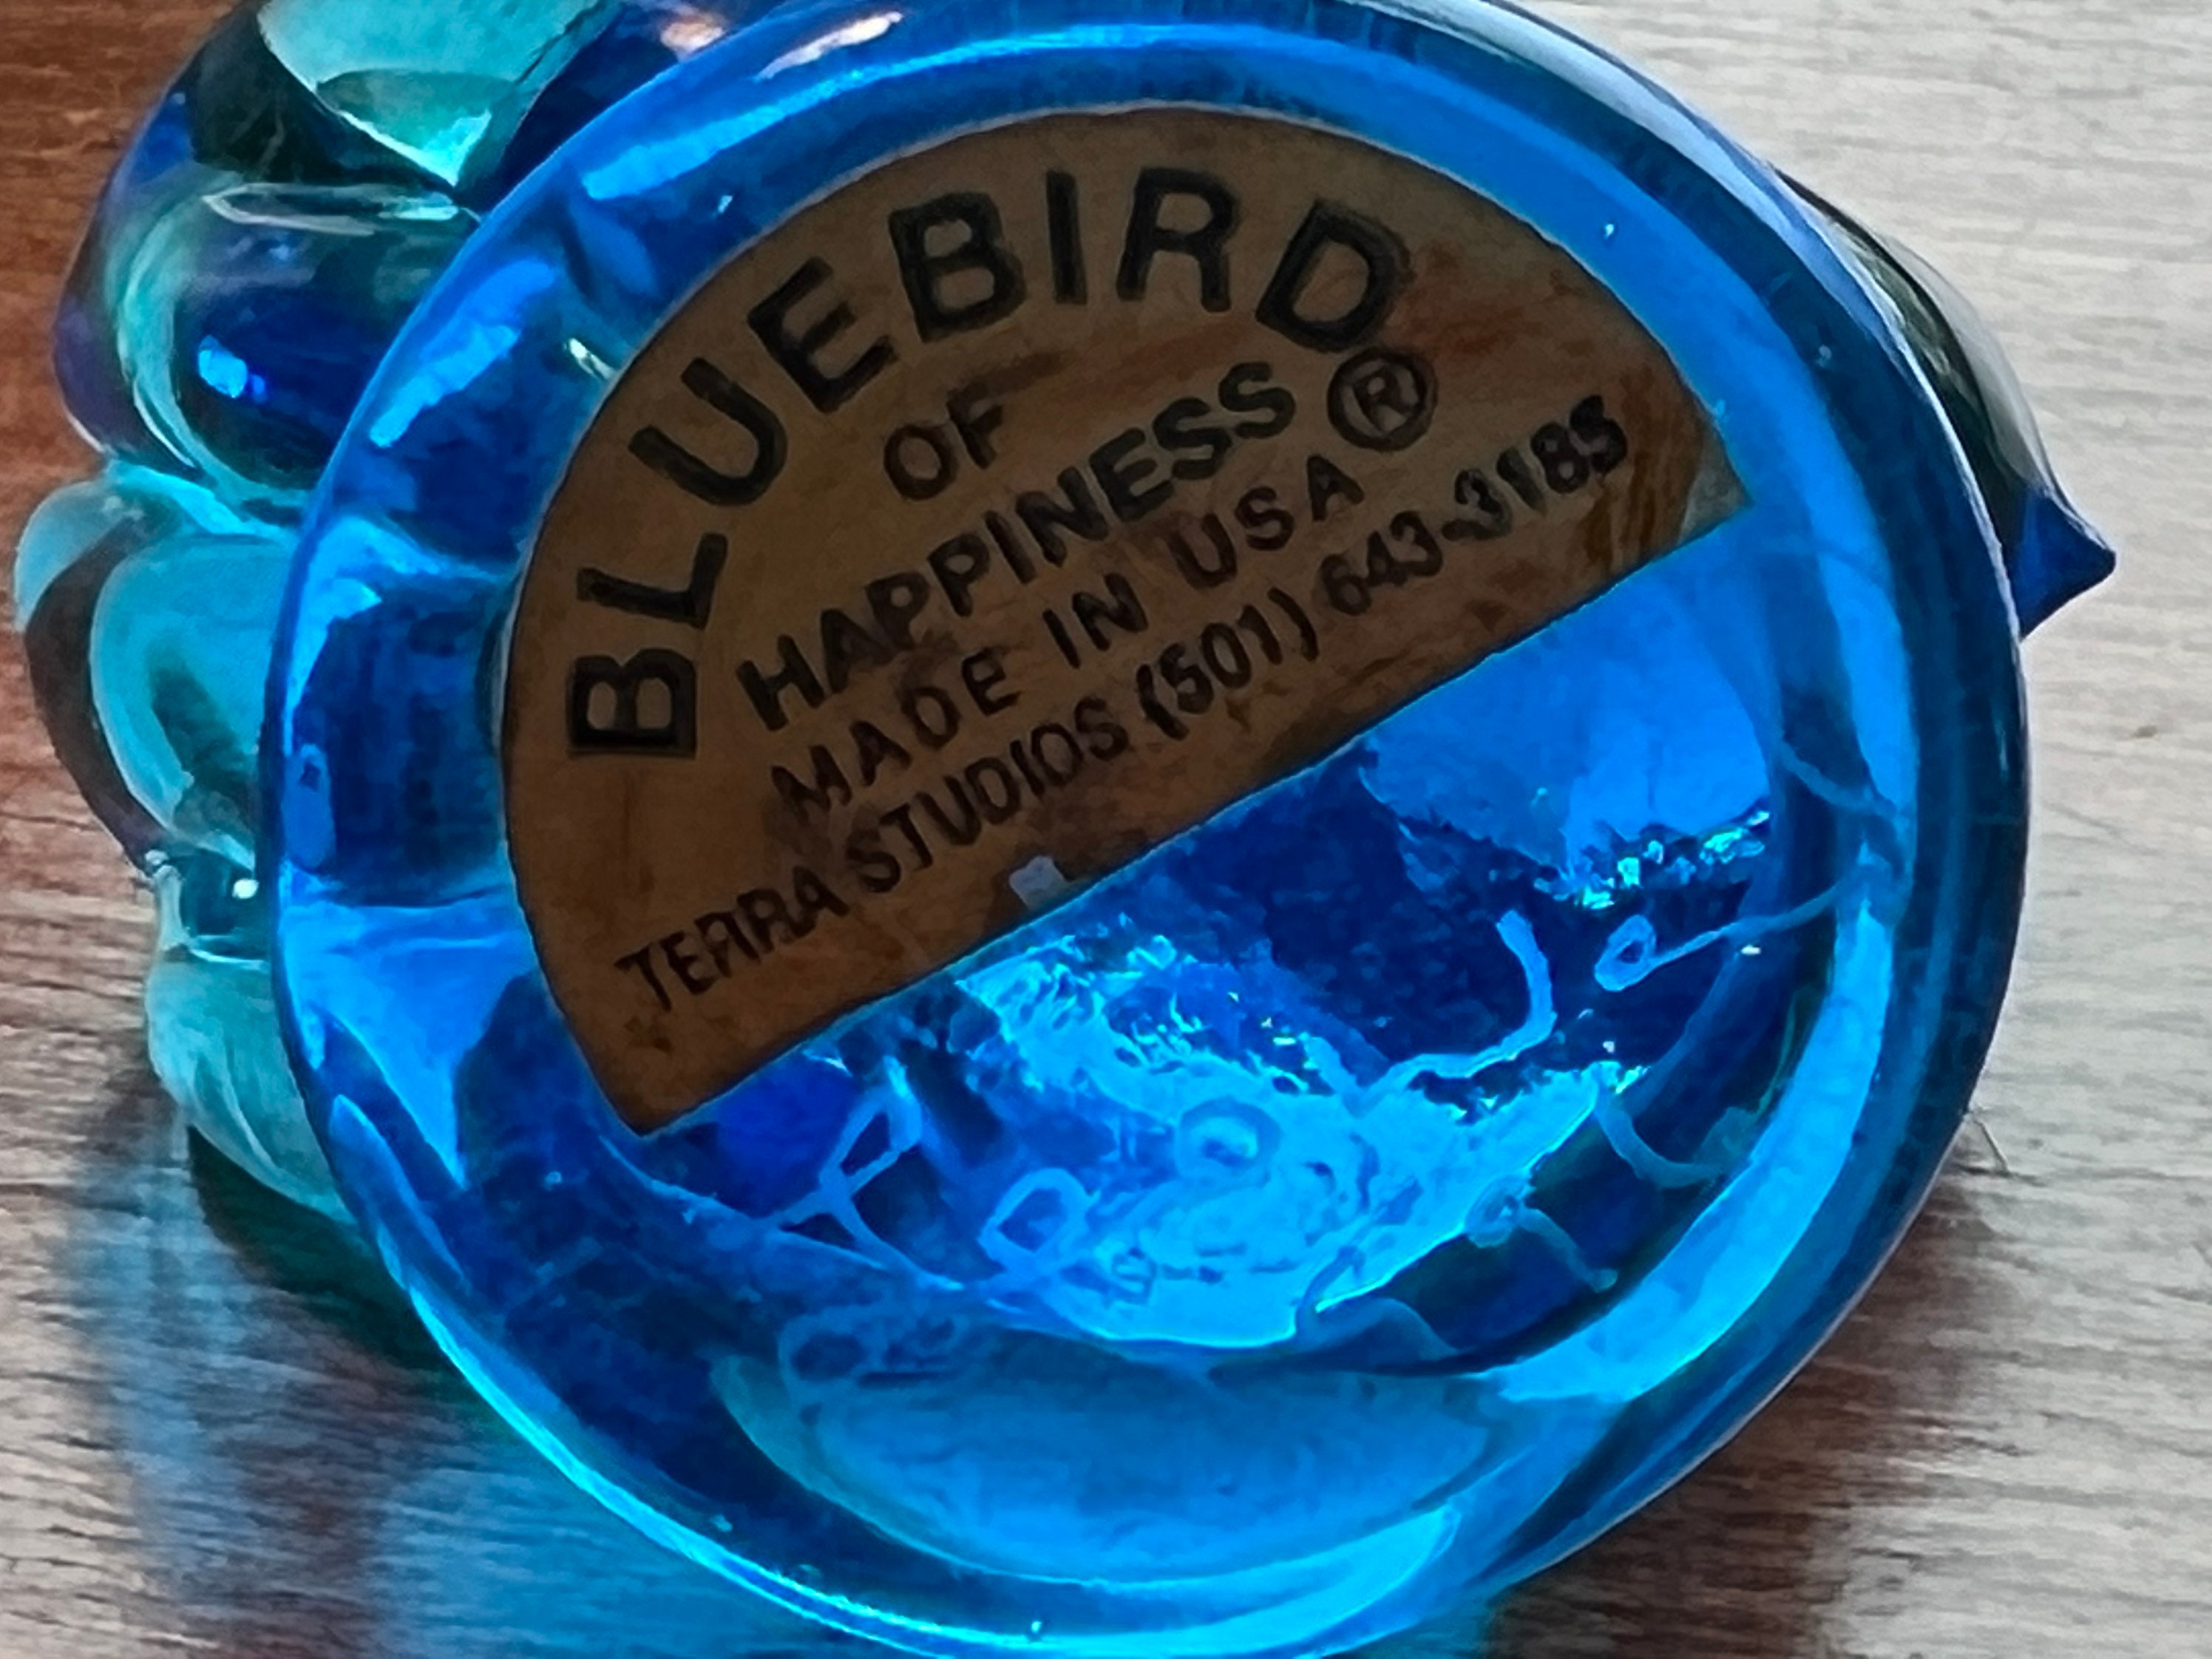 BLUEBIRD
OF
HAPPINESS ®
MADE IN USA
TERRA STUDIOS (501) 643-3185